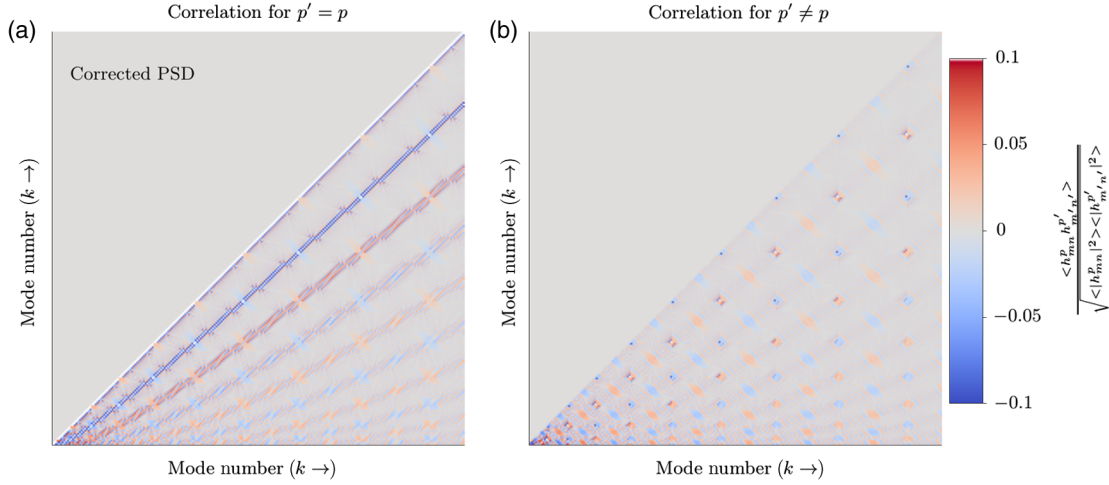 Correlation for p′ = p
(a)
Corrected PSD
Mode number (k →)
Mode number (k →)
Correlation for p′ ≠ p
(b)
Mode number (k →)
Mode number (k →)
0.1
0.05
0
−0.05
−0.1
<h^p_{mn} h^{p′}_{m′n′}>
√<|h^p_{mn}|^2><|h^{p′}_{m′n′}|^2>